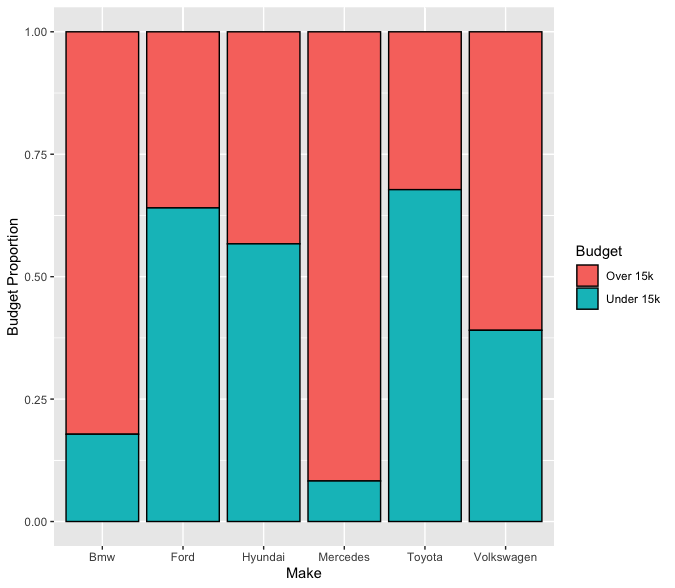 1.00
0.75
0.50
0.25
0.00
Budget Proportion
Bmw Ford Hyundai Mercedes Toyota Volkswagen
Make
Budget
Over 15k
Under 15k